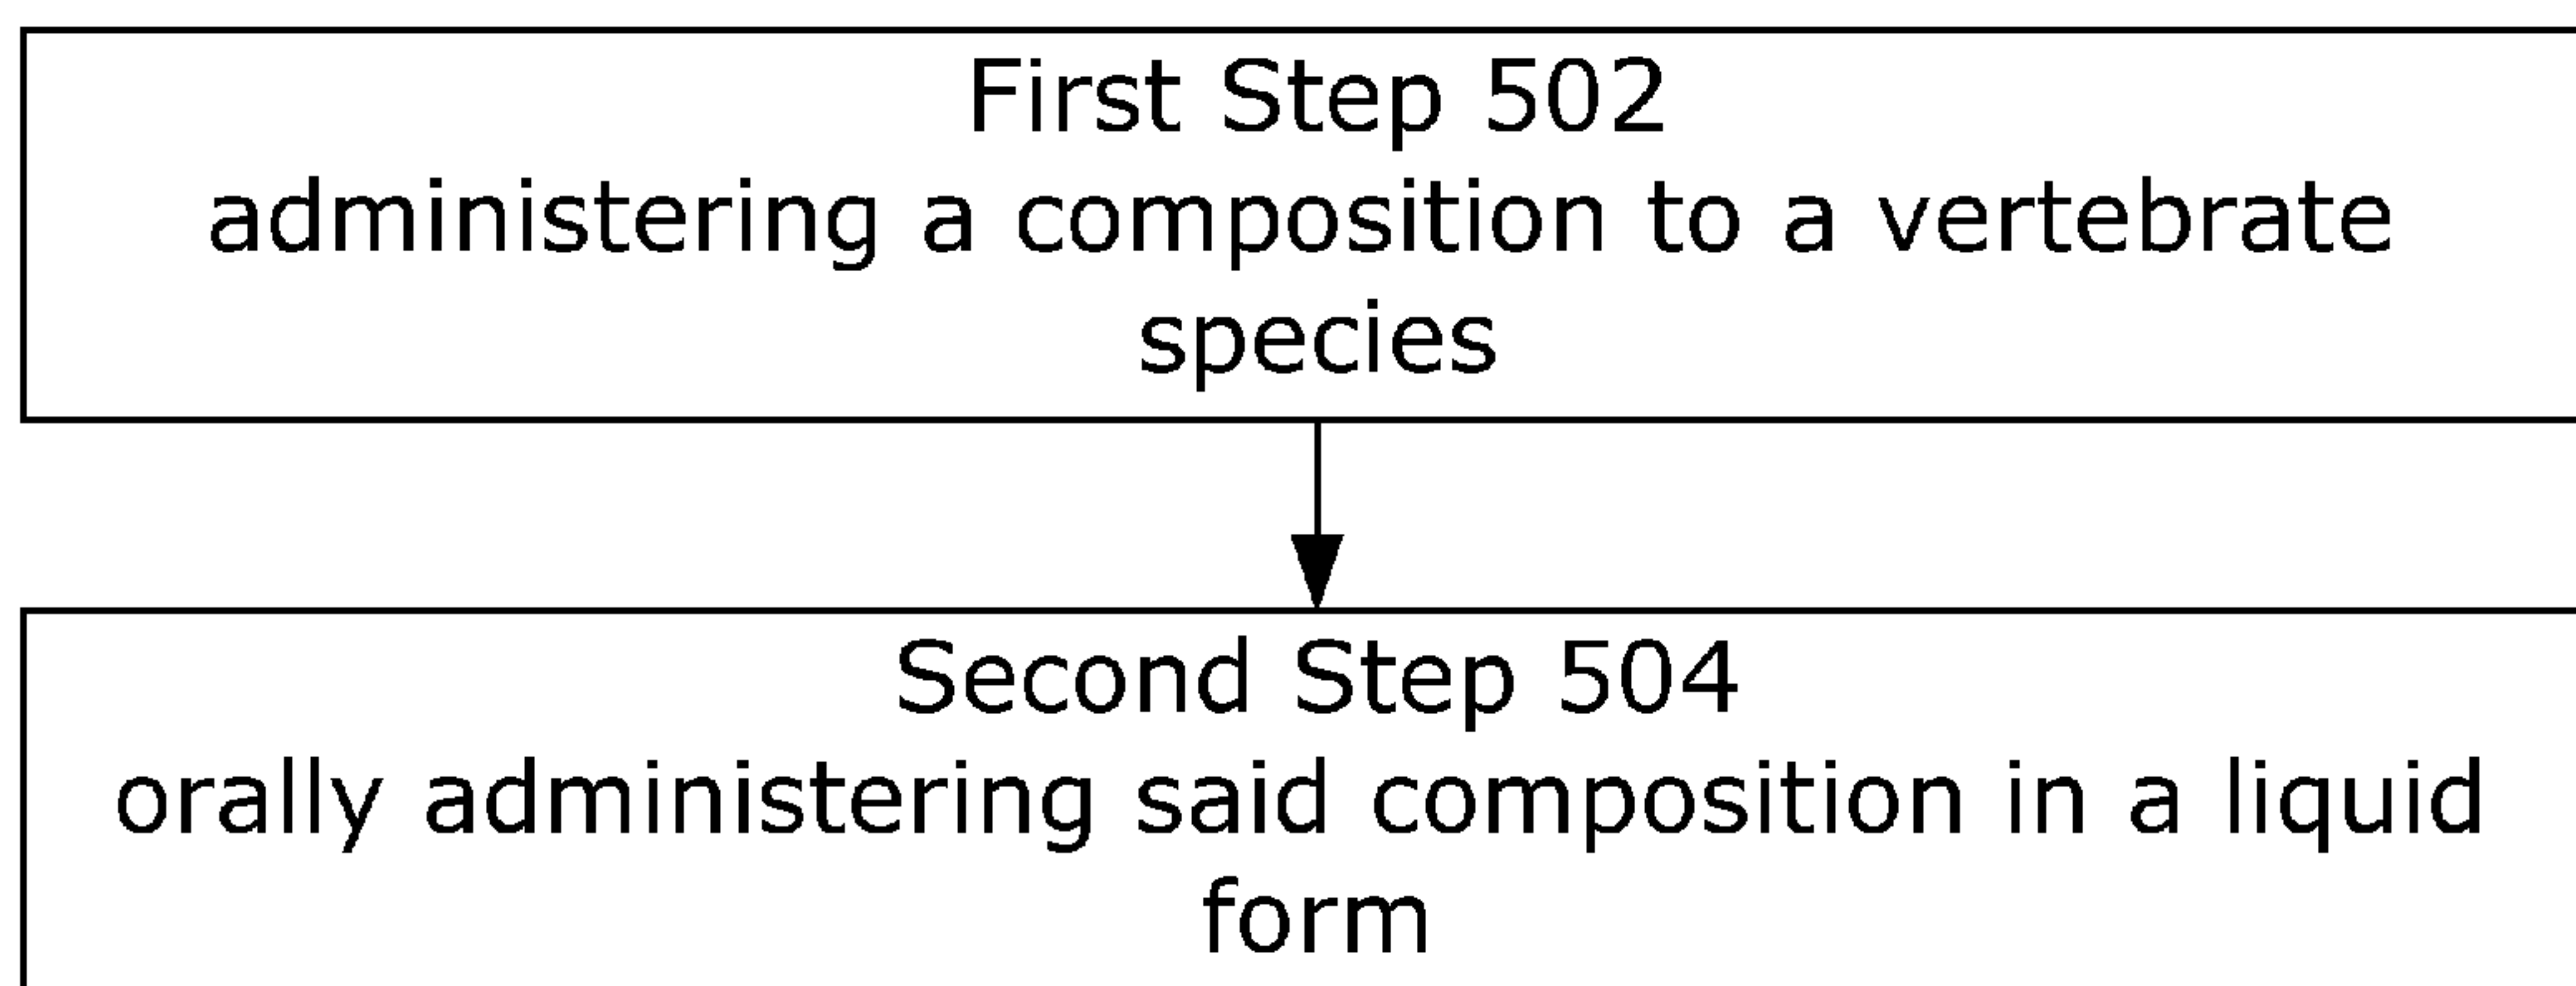 First Step 502
administering a composition to a vertebrate
species
Second Step 504
orally administering said composition in a liquid
form